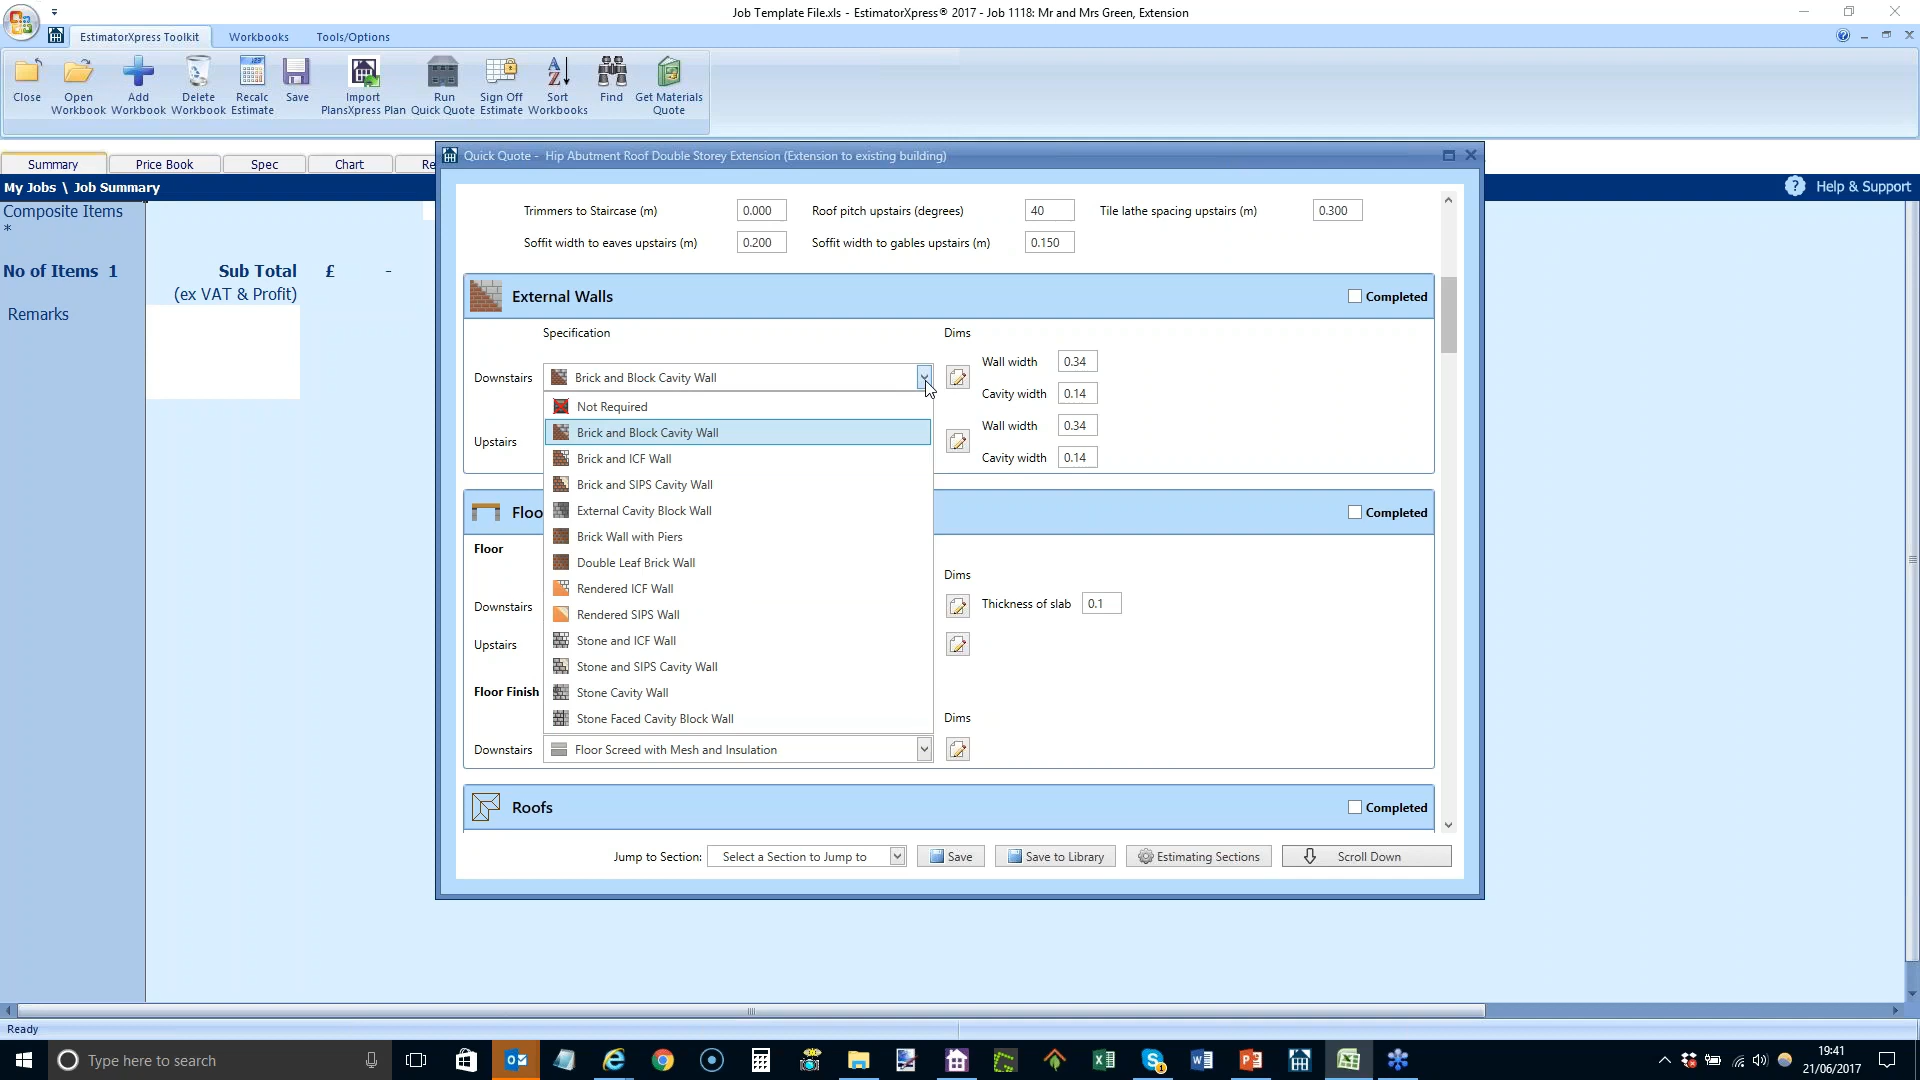 Job Template File.xls - EstimatorXpress® 2017 - Job 1118: Mr and Mrs Green, Extension
EstimatorXpress Toolkit
Workbooks
Tools/Options
Close
Open Workbook
Add Workbook
Delete Workbook
Recalc Estimate
Save
Import PlansXpress Plan
Run Quick Quote
Sign Off Estimate
Sort Workbooks
Find
Get Materials Quote
Summary
Price Book
Spec
Chart
Re
My Jobs \ Job Summary
Help & Support
Composite Items
*
No of Items 1
Sub Total £ -
(ex VAT & Profit)
Remarks
Quick Quote - Hip Abutment Roof Double Storey Extension (Extension to existing building)
Trimmers to Staircase (m) 0.000 Roof pitch upstairs (degrees) 40 Tile lathe spacing upstairs (m) 0.300
Soffit width to eaves upstairs (m) 0.200 Soffit width to gables upstairs (m) 0.150
External Walls
Completed
Specification
Dims
Downstairs Brick and Block Cavity Wall
Wall width 0.34
Cavity width 0.14
Upstairs
Wall width 0.34
Cavity width 0.14
Not Required
Brick and Block Cavity Wall
Brick and ICF Wall
Brick and SIPS Cavity Wall
External Cavity Block Wall
Brick Wall with Piers
Double Leaf Brick Wall
Rendered ICF Wall
Rendered SIPS Wall
Stone and ICF Wall
Stone and SIPS Cavity Wall
Stone Cavity Wall
Stone Faced Cavity Block Wall
Floo
Completed
Floor
Dims
Downstairs
Thickness of slab 0.1
Upstairs
Floor Finish
Dims
Downstairs Floor Screed with Mesh and Insulation
Roofs
Completed
Jump to Section: Select a Section to Jump to
Save
Save to Library
Estimating Sections
Scroll Down
Ready
Type here to search
19:41
21/06/2017